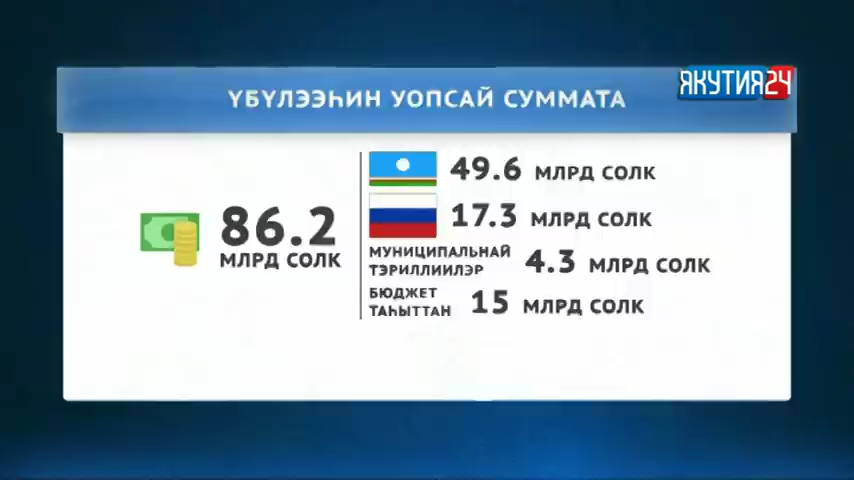 ЯКУТИЯ24
ҮБҮЛЭЭҺИН УОПСАЙ СУММАТА
86.2
МЛРД СОЛК
49.6 МЛРД СОЛК
17.3 МЛРД СОЛК
МУНИЦИПАЛЬНАЙ
ТЭРИЛЛИИЛЭР
4.3 МЛРД СОЛК
БЮДЖЕТ
ТАҺЫТТАН
15 МЛРД СОЛК